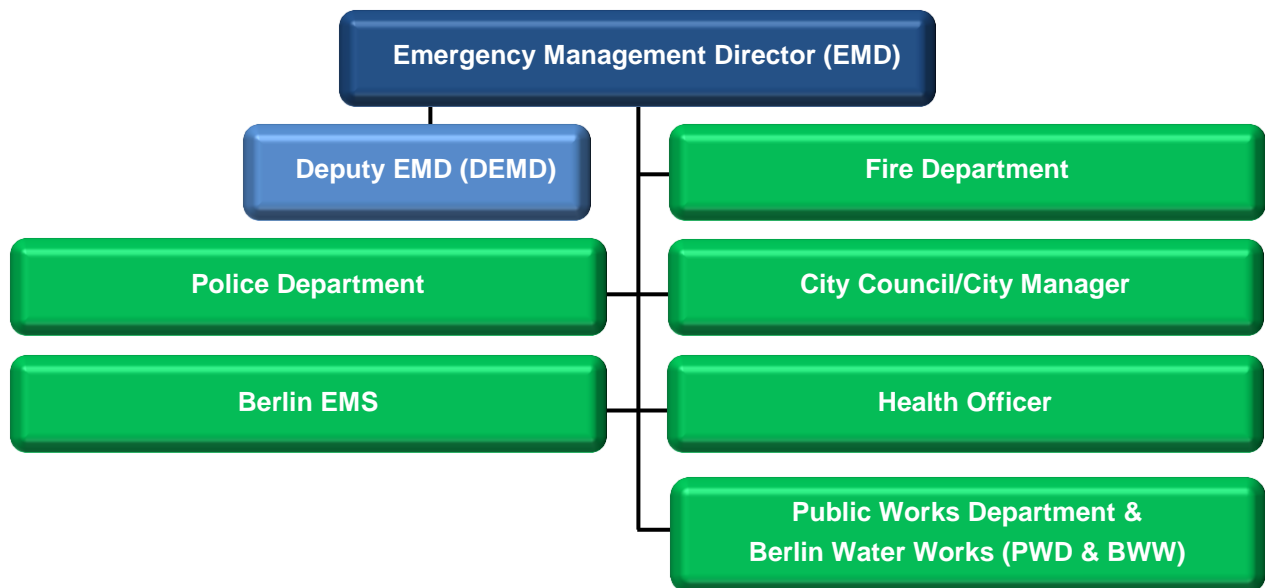 Emergency Management Director (EMD)
Deputy EMD (DEMD)
Fire Department
Police Department
City Council/City Manager
Berlin EMS
Health Officer
Public Works Department &
Berlin Water Works (PWD & BWW)